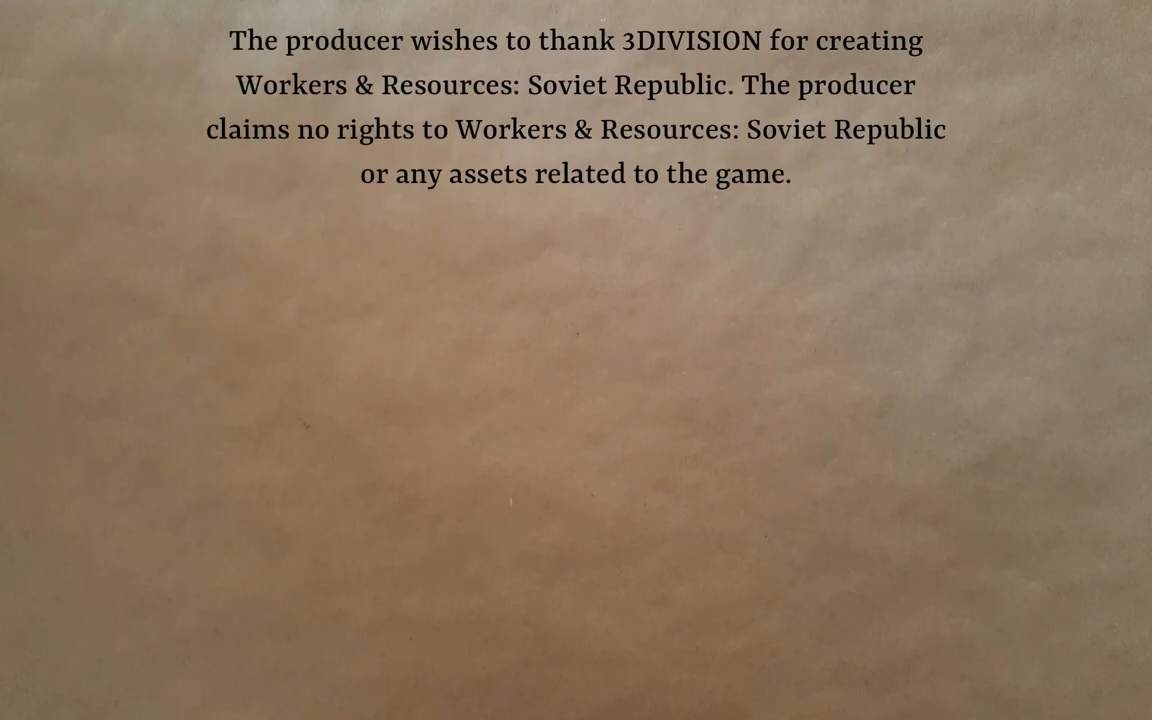 The producer wishes to thank 3DIVISION for creating
Workers & Resources: Soviet Republic. The producer
claims no rights to Workers & Resources: Soviet Republic
or any assets related to the game.